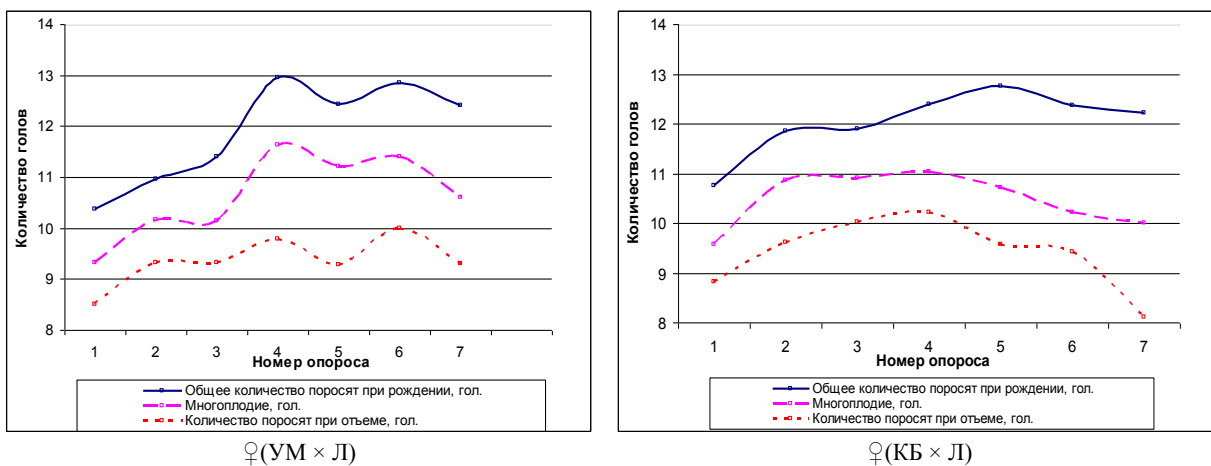 14
13
12
11
10
9
8
Количество голов
1 2 3 4 5 6 7
Номер опороса
Общее количество поросят при рождении, гол.
Многоплодие, гол.
Количество поросят при отъеме, гол.
♀(УМ × Л)
14
13
12
11
10
9
8
Количество голов
1 2 3 4 5 6 7
Номер опороса
Общее количество поросят при рождении, гол.
Многоплодие, гол.
Количество поросят при отъеме, гол.
♀(КБ × Л)